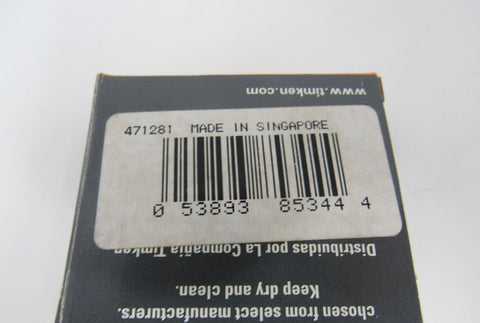 471281 MADE IN SINGAPORE
0 53893 85344 4
chosen from select manufacturers.
Keep dry and clean.
Distribuidas por La Compañia Timken
www.timken.com